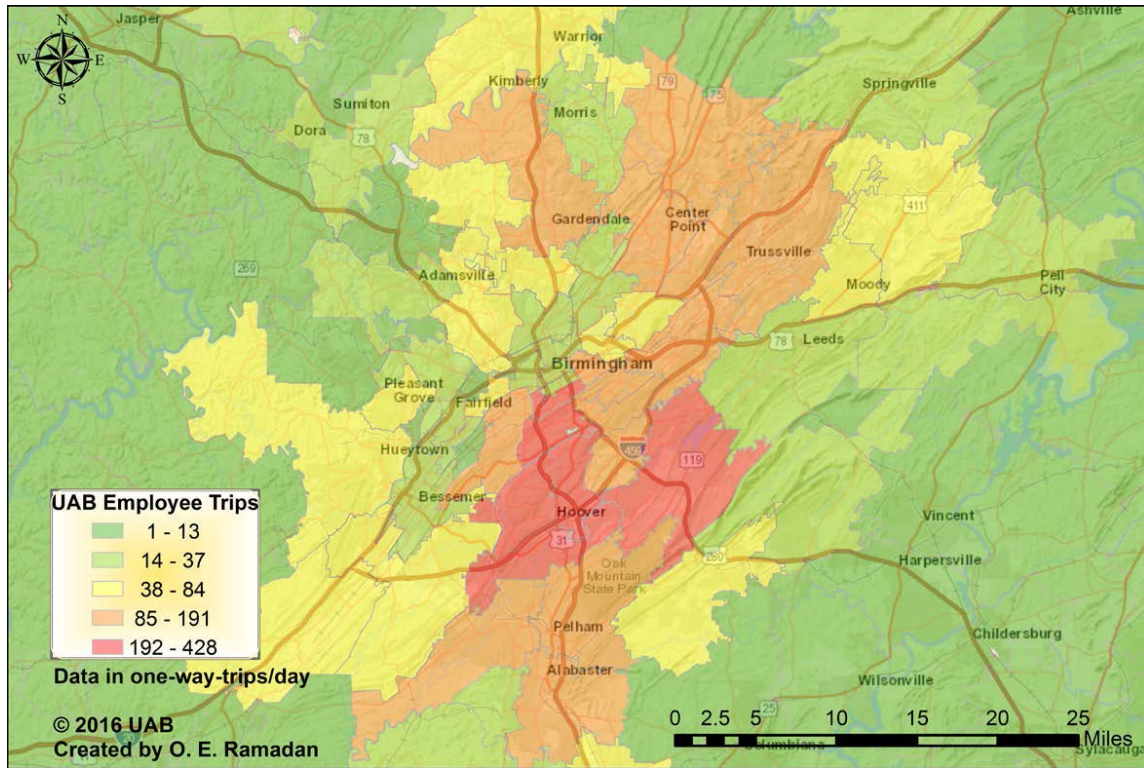 N
W E
S
Jasper
Ashville
Warrior
Kimberly
79
75
Springville
Sumiton
Morris
Dora
78
411
Gardendale
Center
Point
Trussville
269
Adamsville
Moody
Pell
City
78
Leeds
Birmingham
Pleasant
Grove
Fairfield
Hueytown
459
119
Bessemer
Hoover
31
Vincent
280
Harpersville
Oak
Mountain
State Park
Pelham
Childersburg
Alabaster
Wilsonville
25
Columbiana
Sylacauga
UAB Employee Trips
1 - 13
14 - 37
38 - 84
85 - 191
192 - 428
Data in one-way-trips/day
© 2016 UAB
Created by O. E. Ramadan
0 2.5 5 10 15 20 25
Miles